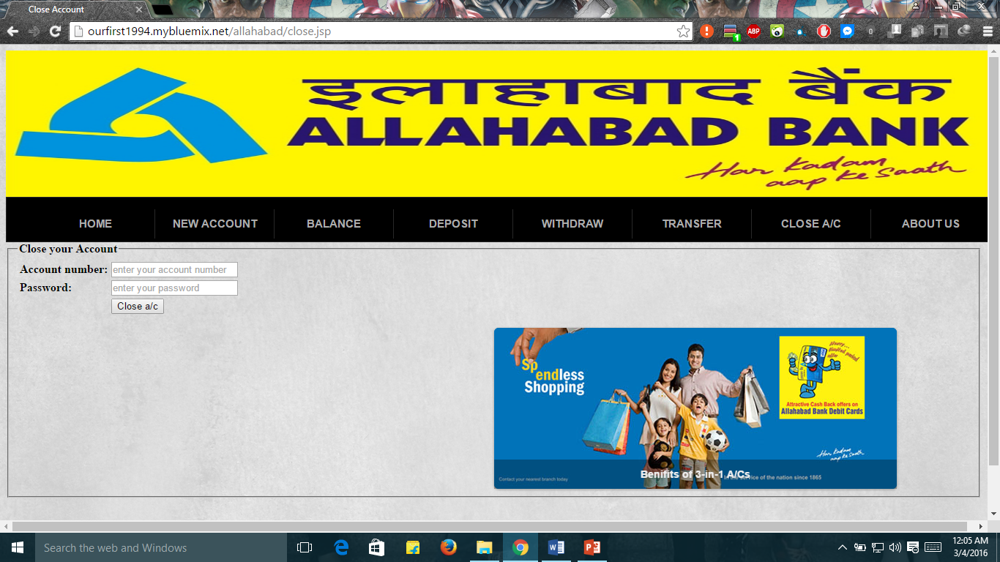 Close Account
ourfirst1994.mybluemix.net/allahabad/close.jsp
ABP
1
0
इलाहाबाद बैंक
ALLAHABAD BANK
Har kadam
aap ke saath
HOME NEW ACCOUNT BALANCE DEPOSIT WITHDRAW TRANSFER CLOSE A/C ABOUT US
Close your Account
Account number: enter your account number
Password: enter your password
Close a/c
Spendless
Shopping
Hurry...
limited period
offer
Attractive Cash Back offers on
Allahabad Bank Debit Cards
Har kadam
aap ke saath
Benifits of 3-in-1 A/Cs
Contact your nearest branch today
service of the nation since 1865
Search the web and Windows
12:05 AM
3/4/2016